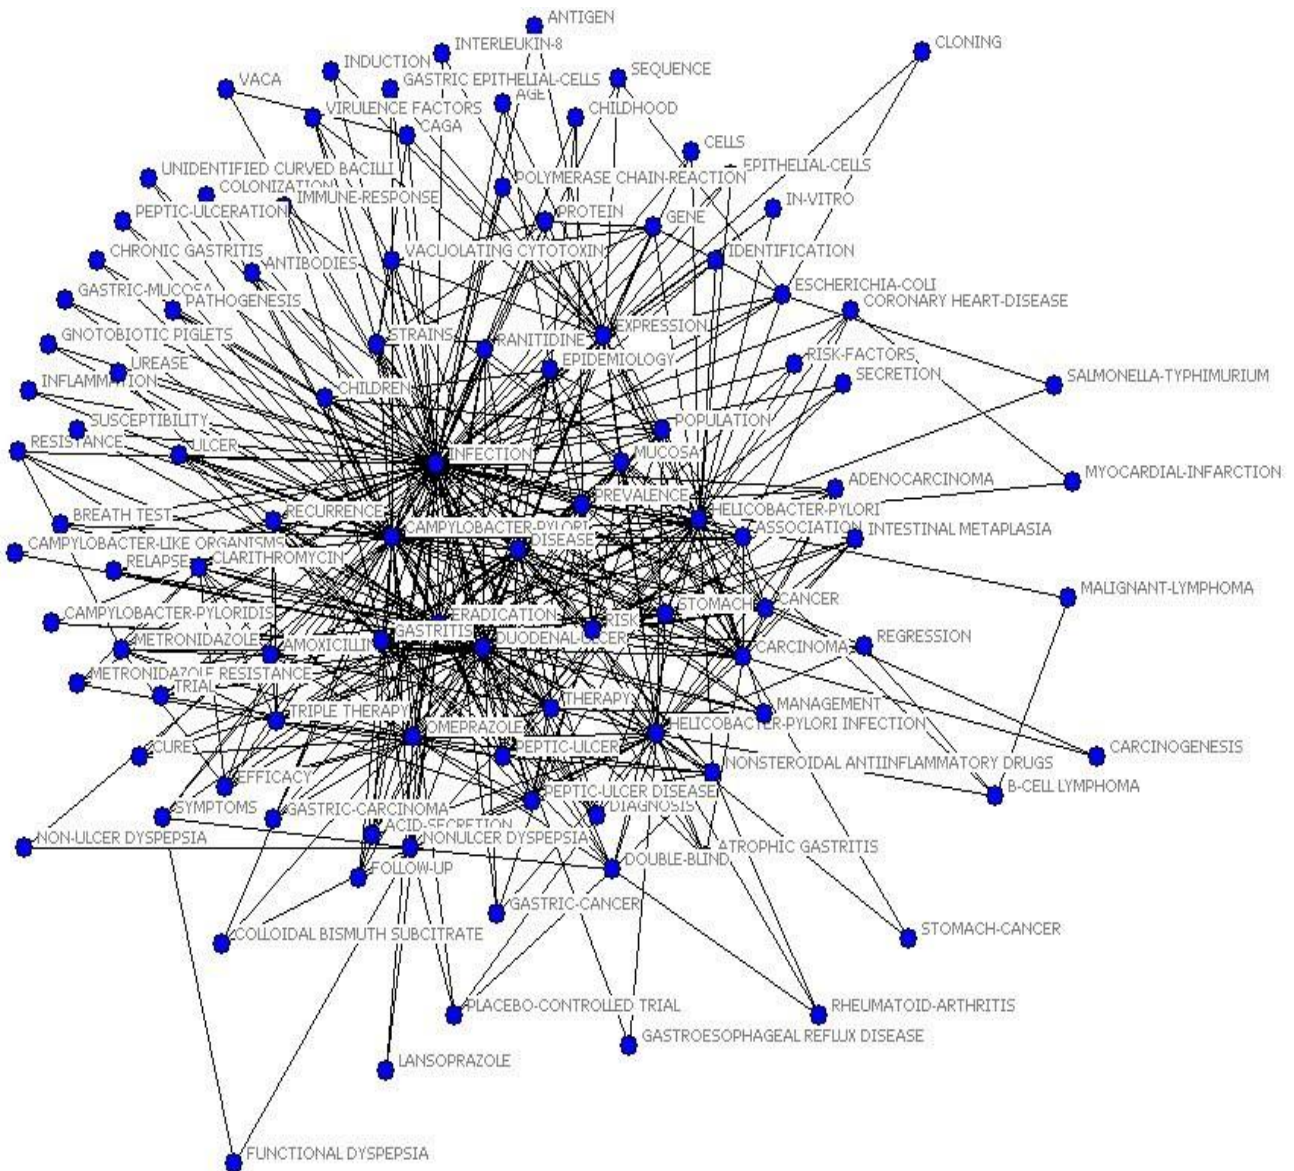 ANTIGEN
INTERLEUKIN-8
CLONING
INDUCTION
SEQUENCE
VACA
GASTRIC EPITHELIAL-CELLS
AGE
VIRULENCE FACTORS
CHILDHOOD
CAGA
CELLS
UNIDENTIFIED CURVED BACILLI
EPITHELIAL-CELLS
COLONIZATION
POLYMERASE CHAIN-REACTION
IMMUNE-RESPONSE
IN-VITRO
PEPTIC-ULCERATION
PROTEIN
GENE
CHRONIC GASTRITIS
VACUOLATING CYTOTOXIN
IDENTIFICATION
ANTIBODIES
ESCHERICHIA-COLI
GASTRIC-MUCOSA
PATHOGENESIS
CORONARY HEART-DISEASE
GNOTOBIOTIC PIGLETS
STRAINS
RANITIDINE
EXPRESSION
EPIDEMIOLOGY
RISK-FACTORS
UREASE
SALMONELLA-TYPHIMURIUM
INFLAMMATION
CHILDREN
SECRETION
SUSCEPTIBILITY
POPULATION
RESISTANCE
ULCER
INFECTION
MUCOSA
ADENOCARCINOMA
MYOCARDIAL-INFARCTION
PREVALENCE
HELICOBACTER-PYLORI
BREATH TEST
RECURRENCE
CAMPYLOBACTER-PYLORI
ASSOCIATION
INTESTINAL METAPLASIA
CAMPYLOBACTER-LIKE ORGANISMS
DISEASE
RELAPSE
CLARITHROMYCIN
MALIGNANT-LYMPHOMA
CAMPYLOBACTER-PYLORIDIS
ERADICATION
STOMACH
CANCER
GASTRITIS
RISK
METRONIDAZOLE
AMOXICILLIN
DUODENAL-ULCER
CARCINOMA
REGRESSION
METRONIDAZOLE RESISTANCE
TRIAL
TRIPLE THERAPY
THERAPY
MANAGEMENT
OMEPRAZOLE
HELICOBACTER-PYLORI INFECTION
CURE
PEPTIC-ULCER
CARCINOGENESIS
NONSTEROIDAL ANTIINFLAMMATORY DRUGS
EFFICACY
PEPTIC-ULCER DISEASE
B-CELL LYMPHOMA
SYMPTOMS
GASTRIC-CARCINOMA
DIAGNOSIS
ACID-SECRETION
NON-ULCER DYSPEPSIA
NONULCER DYSPEPSIA
ATROPHIC GASTRITIS
FOLLOW-UP
DOUBLE-BLIND
GASTRIC-CANCER
COLLOIDAL BISMUTH SUBCITRATE
STOMACH-CANCER
PLACEBO-CONTROLLED TRIAL
RHEUMATOID-ARTHRITIS
GASTROESOPHAGEAL REFLUX DISEASE
LANSOPRAZOLE
FUNCTIONAL DYSPEPSIA